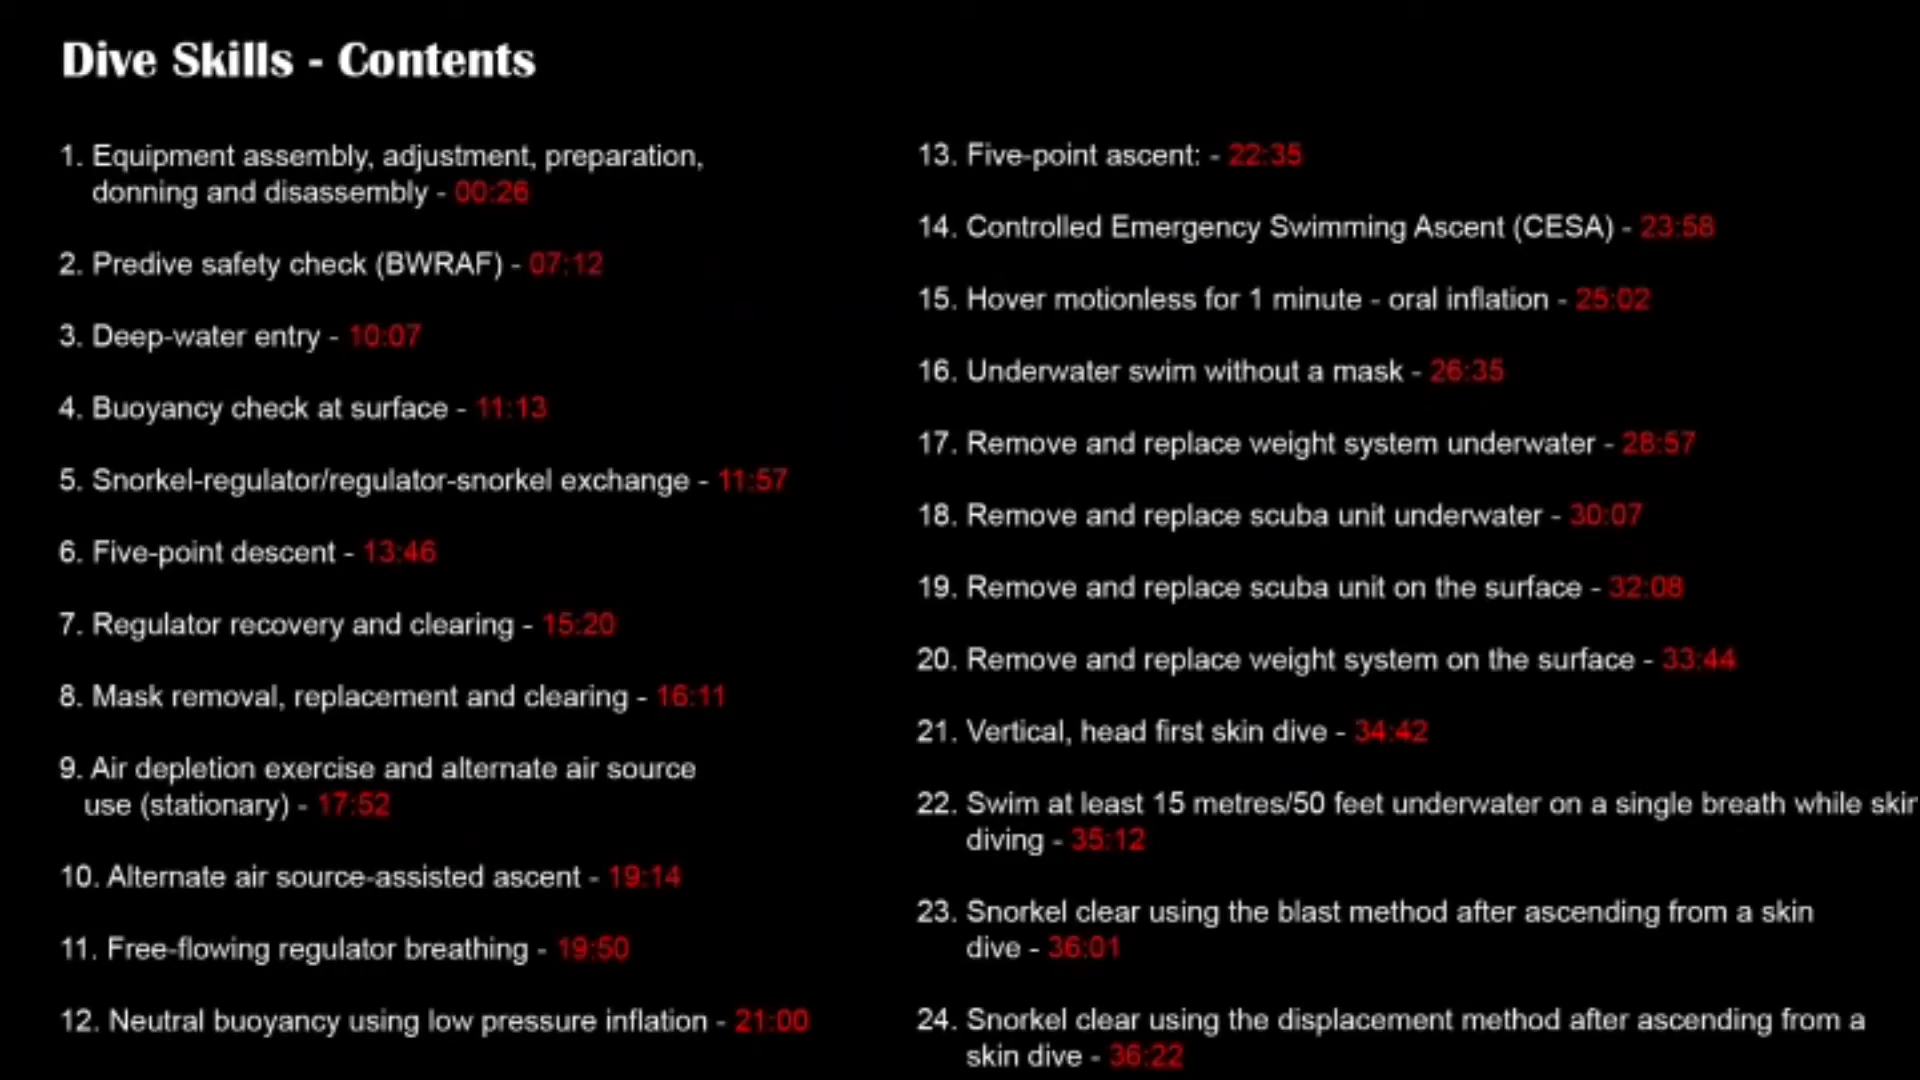 Dive Skills - Contents
1. Equipment assembly, adjustment, preparation,
donning and disassembly - 00:26
2. Predive safety check (BWRAF) - 07:12
3. Deep-water entry - 10:07
4. Buoyancy check at surface - 11:13
5. Snorkel-regulator/regulator-snorkel exchange - 11:57
6. Five-point descent - 13:46
7. Regulator recovery and clearing - 15:20
8. Mask removal, replacement and clearing - 16:11
9. Air depletion exercise and alternate air source
use (stationary) - 17:52
10. Alternate air source-assisted ascent - 19:14
11. Free-flowing regulator breathing - 19:50
12. Neutral buoyancy using low pressure inflation - 21:00
13. Five-point ascent: - 22:35
14. Controlled Emergency Swimming Ascent (CESA) - 23:58
15. Hover motionless for 1 minute - oral inflation - 25:02
16. Underwater swim without a mask - 26:35
17. Remove and replace weight system underwater - 28:57
18. Remove and replace scuba unit underwater - 30:07
19. Remove and replace scuba unit on the surface - 32:08
20. Remove and replace weight system on the surface - 33:44
21. Vertical, head first skin dive - 34:42
22. Swim at least 15 metres/50 feet underwater on a single breath while skin
diving - 35:12
23. Snorkel clear using the blast method after ascending from a skin
dive - 36:01
24. Snorkel clear using the displacement method after ascending from a
skin dive - 36:22